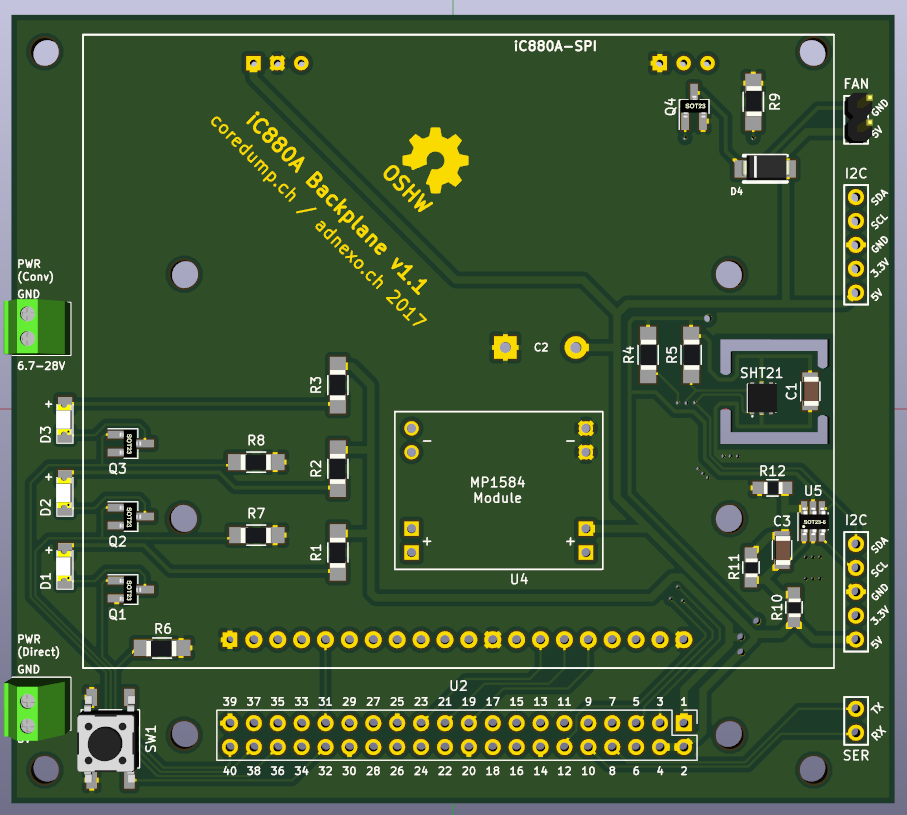 iC880A-SPI
FAN
GND
5V
Q4
SOT23
R9
D4
I2C
SDA
SCL
GND
3.3V
5V
iC880A Backplane v1.1
coredump.ch / adnexo.ch 2017
OSHW
PWR
(Conv)
GND
6.7-28V
C2
R4
R5
SHT21
C1
R3
+
D3
SOT23
Q3
R8
R2
+
D2
SOT23
Q2
R7
R1
+
D1
SOT23
Q1
R6
− −
MP1584
Module
+ +
U4
R12
U5
SOT23-6
C3
R11
R10
I2C
SDA
SCL
GND
3.3V
5V
PWR
(Direct)
GND
SW1
U2
39 37 35 33 31 29 27 25 23 21 19 17 15 13 11 9 7 5 3 1
40 38 36 34 32 30 28 26 24 22 20 18 16 14 12 10 8 6 4 2
TX
RX
SER